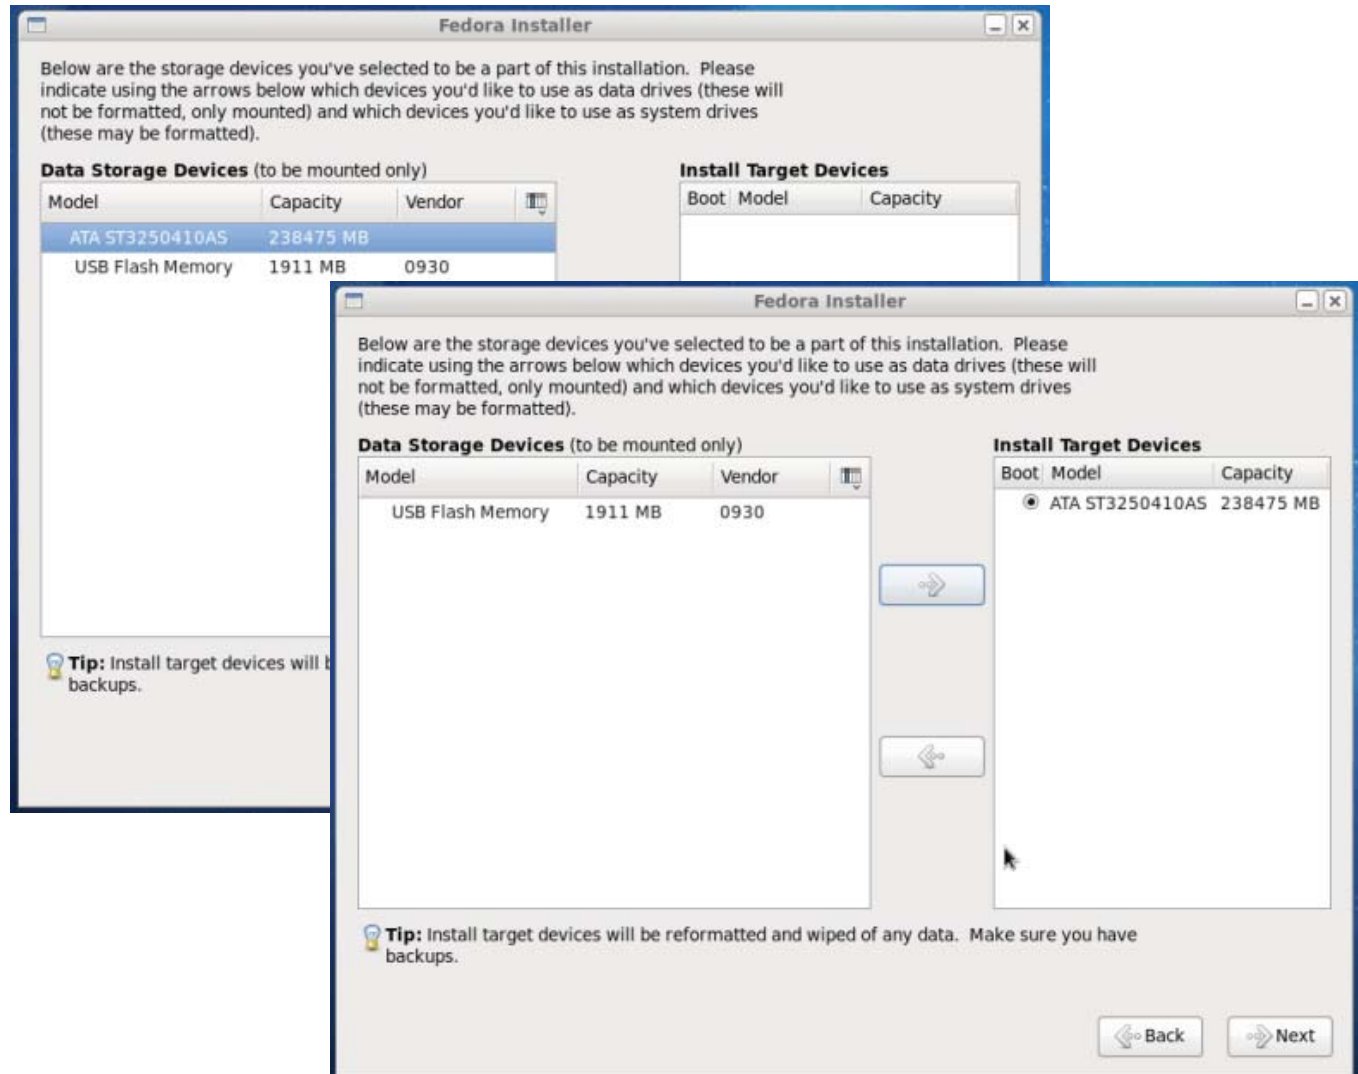 Fedora Installer
Below are the storage devices you've selected to be a part of this installation. Please
indicate using the arrows below which devices you'd like to use as data drives (these will
not be formatted, only mounted) and which devices you'd like to use as system drives
(these may be formatted).
Data Storage Devices (to be mounted only) Install Target Devices
Model Capacity Vendor Boot Model Capacity
ATA ST3250410AS 238475 MB
USB Flash Memory 1911 MB 0930
Tip: Install target devices will
backups.
Fedora Installer
Below are the storage devices you've selected to be a part of this installation. Please
indicate using the arrows below which devices you'd like to use as data drives (these will
not be formatted, only mounted) and which devices you'd like to use as system drives
(these may be formatted).
Data Storage Devices (to be mounted only) Install Target Devices
Model Capacity Vendor Boot Model Capacity
USB Flash Memory 1911 MB 0930 ATA ST3250410AS 238475 MB
Tip: Install target devices will be reformatted and wiped of any data. Make sure you have
backups.
Back Next